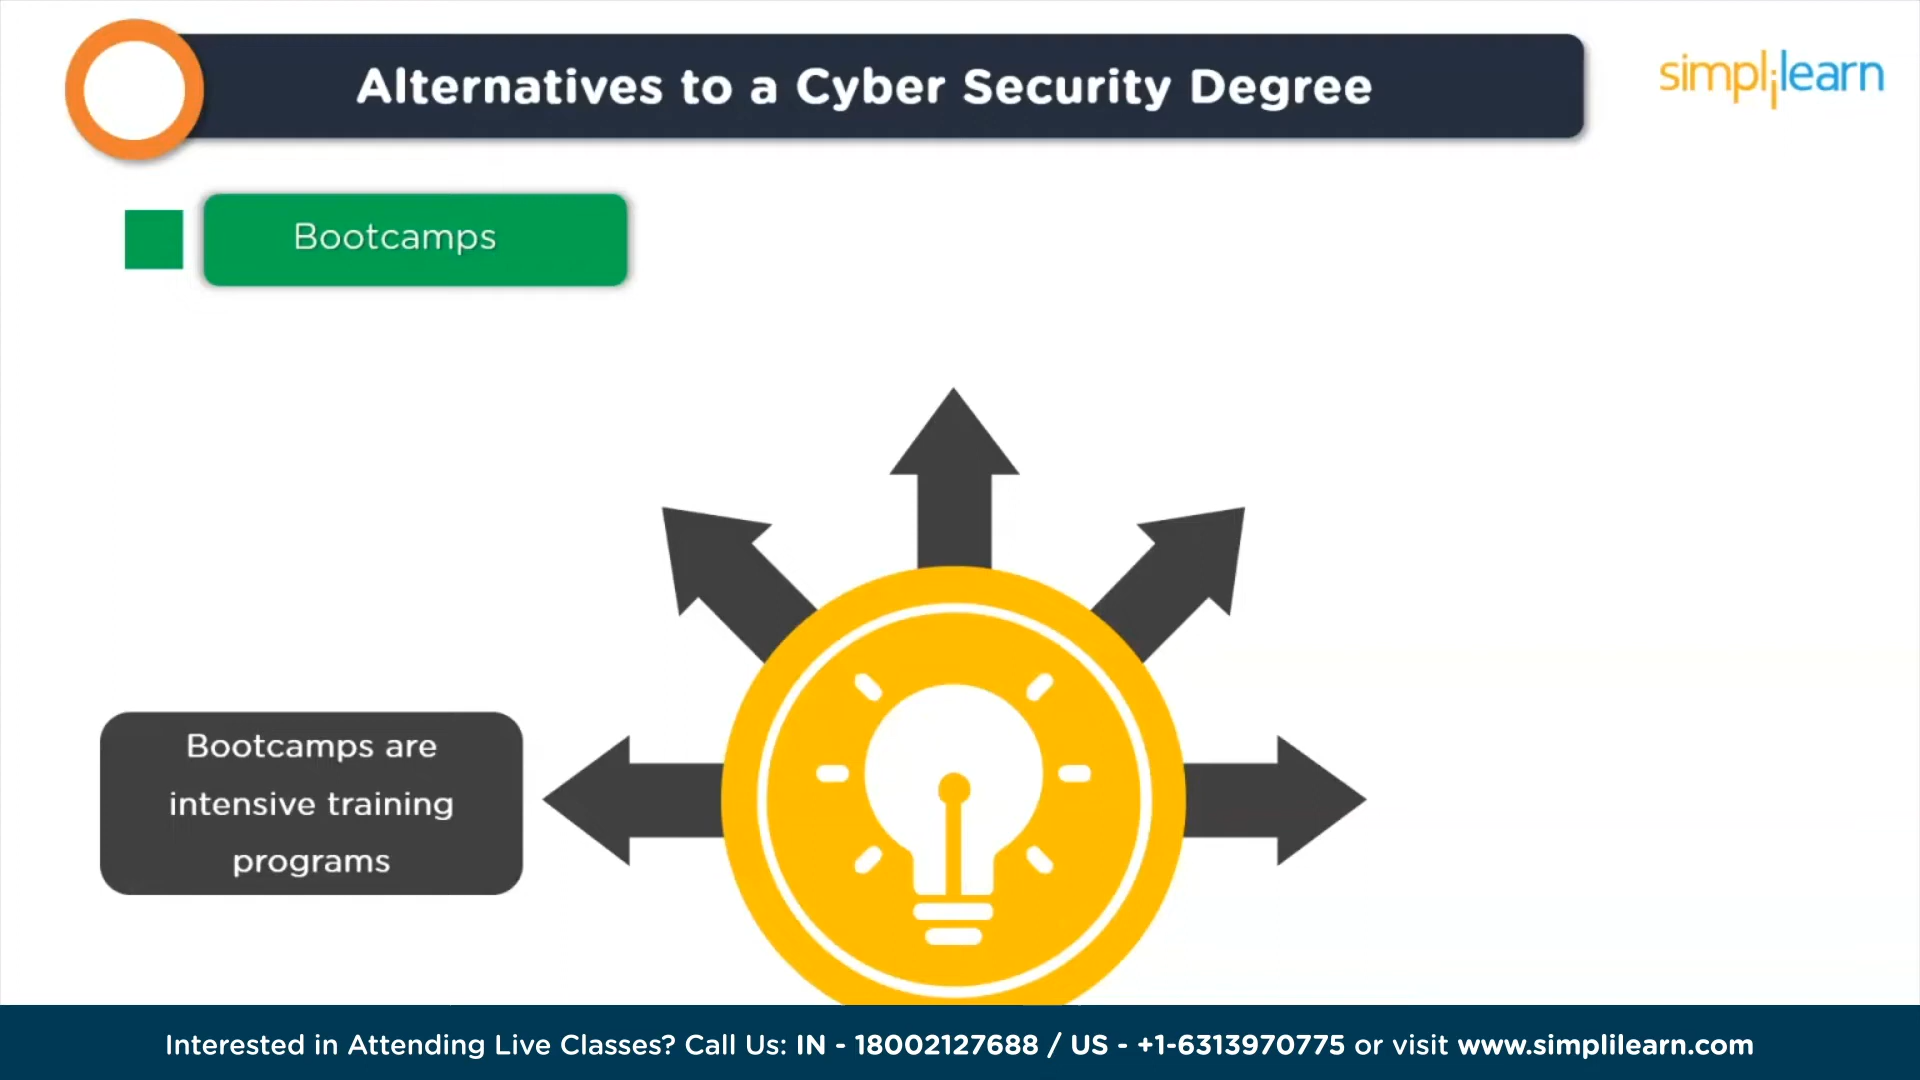 Alternatives to a Cyber Security Degree
simplilearn
Bootcamps
Bootcamps are
intensive training
programs
Interested in Attending Live Classes? Call Us: IN - 18002127688 / US - +1-6313970775 or visit www.simplilearn.com